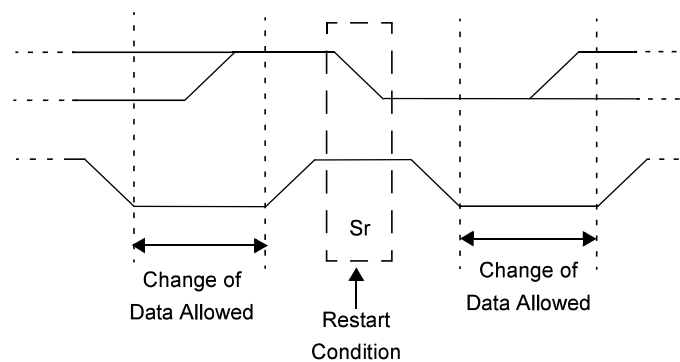 Sr
Change of
Data Allowed
Restart
Condition
Change of
Data Allowed